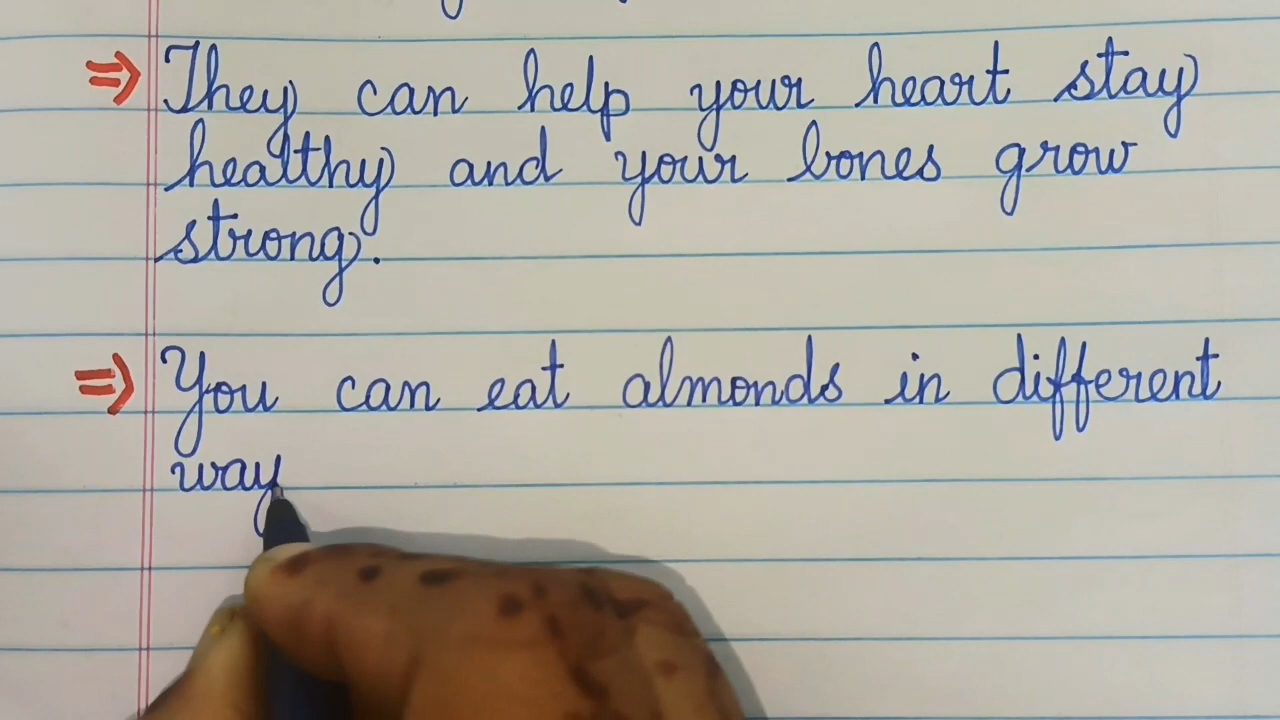 ⇒ They can help your heart stay
healthy and your bones grow
strong.
⇒ You can eat almonds in different
way